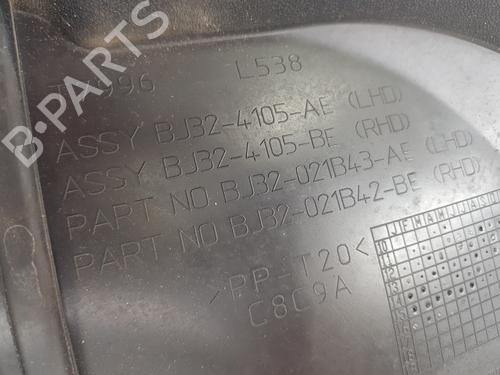 996 L538
ASSY BJ32-4105-AE (LHD)
ASSY BJ32-4105-BE (RHD)
PART NO BJ32-021B43-AE (LHD)
PART NO BJ32-021B42-BE (RHD)
>PP-T20<
C8C9A
J F M A M J J A S
B-PARTS